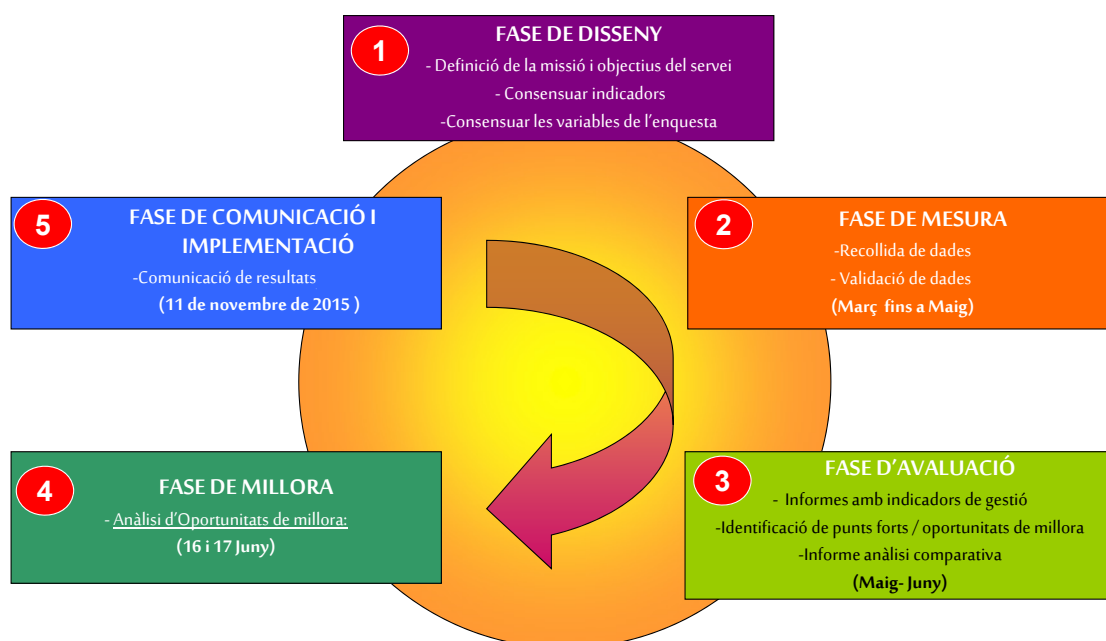 1
FASE DE DISSENY
- Definició de la missió i objectius del servei
- Consensuar indicadors
-Consensuar les variables de l'enquesta
2
FASE DE MESURA
-Recollida de dades
- Validació de dades
(Març fins a Maig)
3
FASE D'AVALUACIÓ
- Informes amb indicadors de gestió
-Identificació de punts forts / oportunitats de millora
-Informe anàlisi comparativa
(Maig- Juny)
4
FASE DE MILLORA
- Anàlisi d'Oportunitats de millora:
(16 i 17 Juny)
5
FASE DE COMUNICACIÓ I
IMPLEMENTACIÓ
-Comunicació de resultats
(11 de novembre de 2015 )